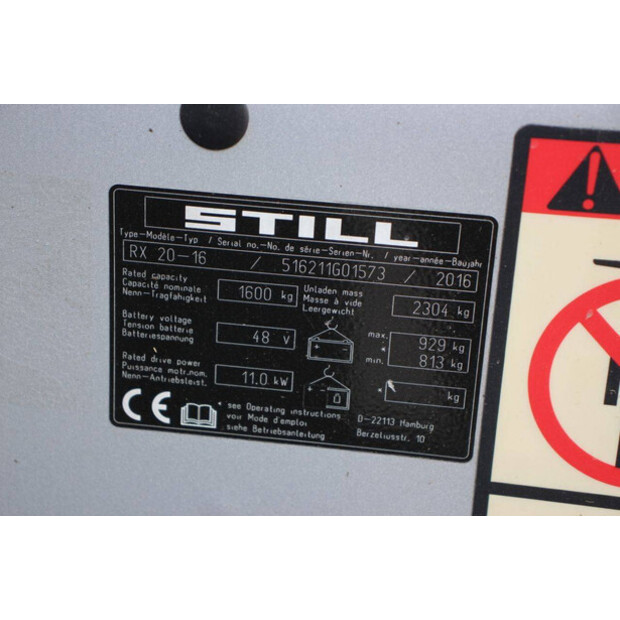 STILL
Type-Modèle-Typ / Serial no.-No. de série-Serien-Nr. / year-année-Baujahr
RX 20-16 / 516211G01573 / 2016
Rated capacity
Capacité nominale
Nenn-Tragfähigkeit
1600 kg
Unladen mass
Masse à vide
Leergewicht
2304 kg
Battery voltage
Tension batterie
Batteriespannung
48 v
max. 929 kg
* min. 813 kg
Rated drive power
Puissance motr.nom.
Nenn-Antriebsleist.
11.0 kW
* kg
CE
* see Operating instructions
voir Mode d'emploi
siehe Betriebsanleitung
D-22113 Hamburg
Berzeliusstr. 10